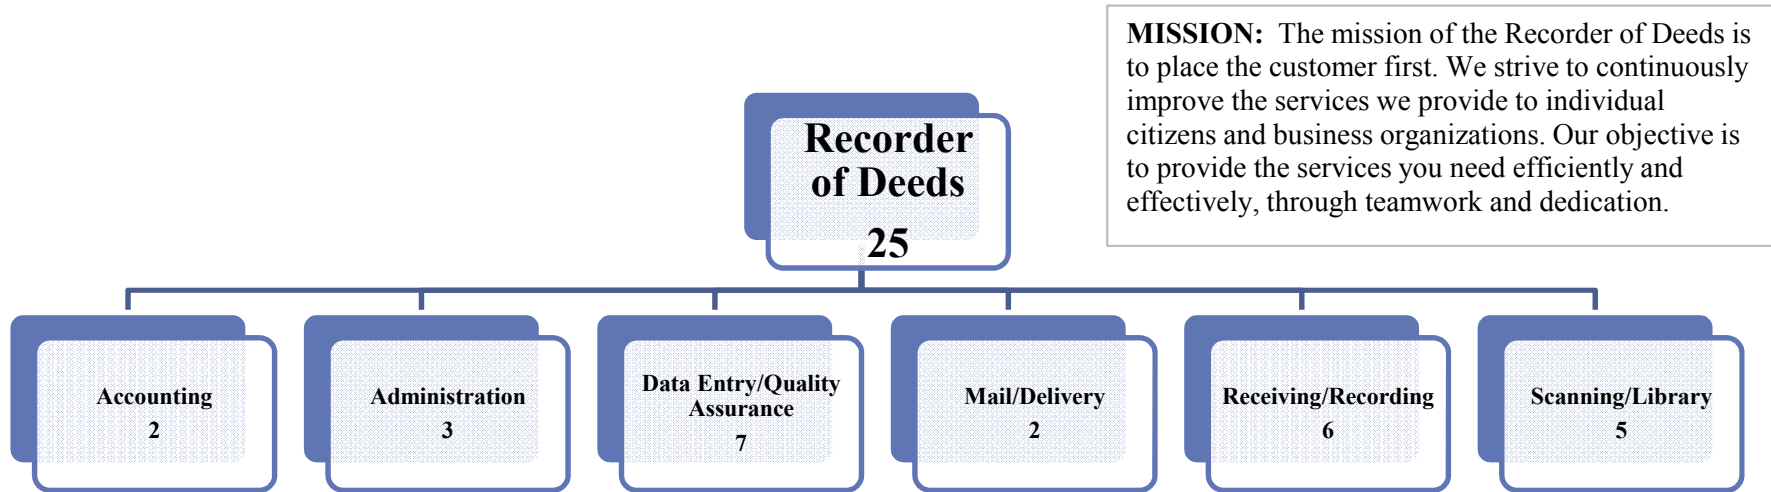 MISSION: The mission of the Recorder of Deeds is
to place the customer first. We strive to continuously
improve the services we provide to individual
citizens and business organizations. Our objective is
to provide the services you need efficiently and
effectively, through teamwork and dedication.
Recorder
of Deeds
25
Accounting
2
Administration
3
Data Entry/Quality
Assurance
7
Mail/Delivery
2
Receiving/Recording
6
Scanning/Library
5